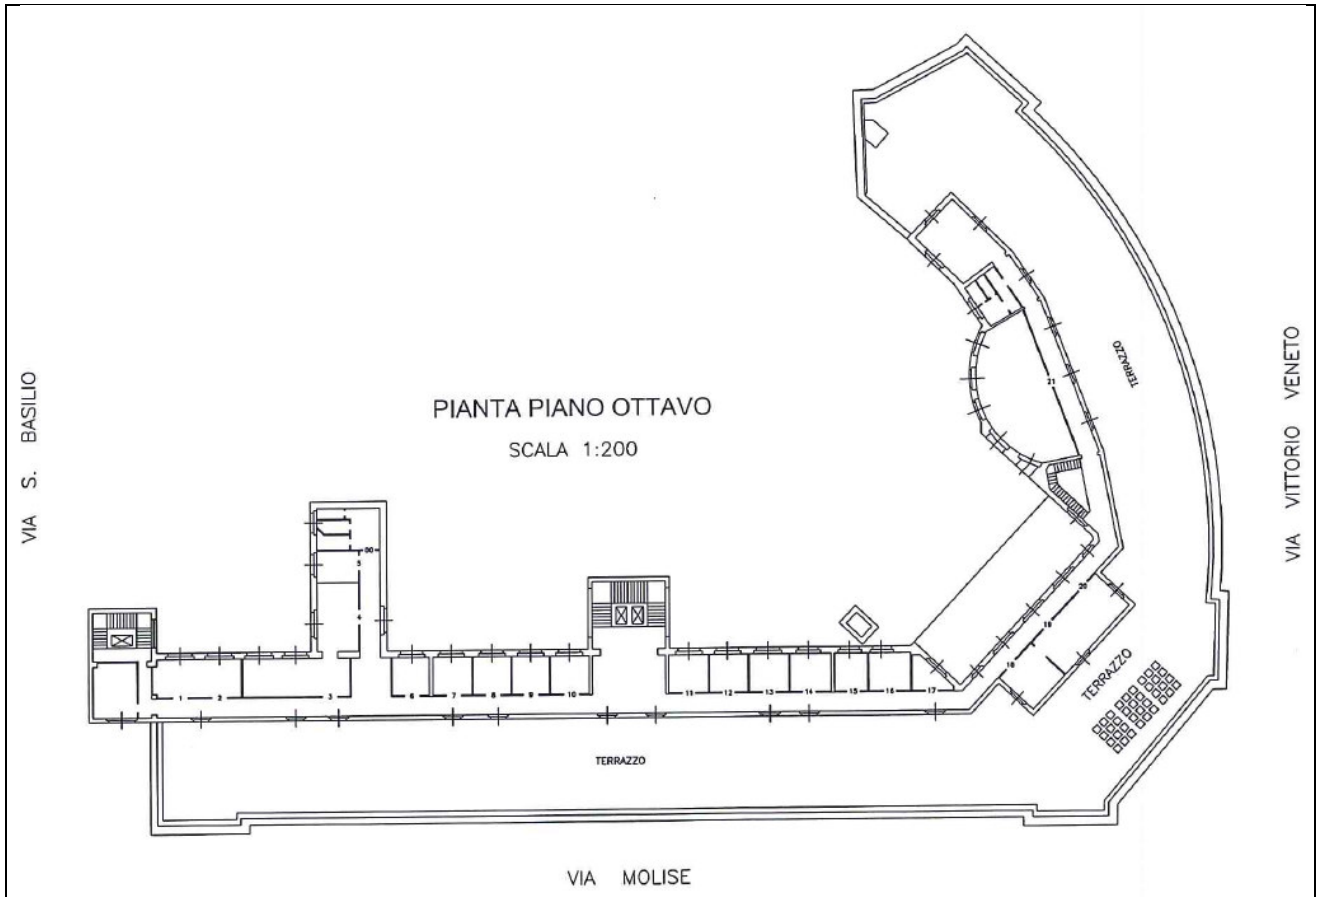 PIANTA PIANO OTTAVO
SCALA 1:200
VIA S. BASILIO
VIA VITTORIO VENETO
TERRAZZO
21
00
5
4
20
19
18
TERRAZZO
1 2 3 6 7 8 9 10 11 12 13 14 15 16 17
TERRAZZO
VIA MOLISE